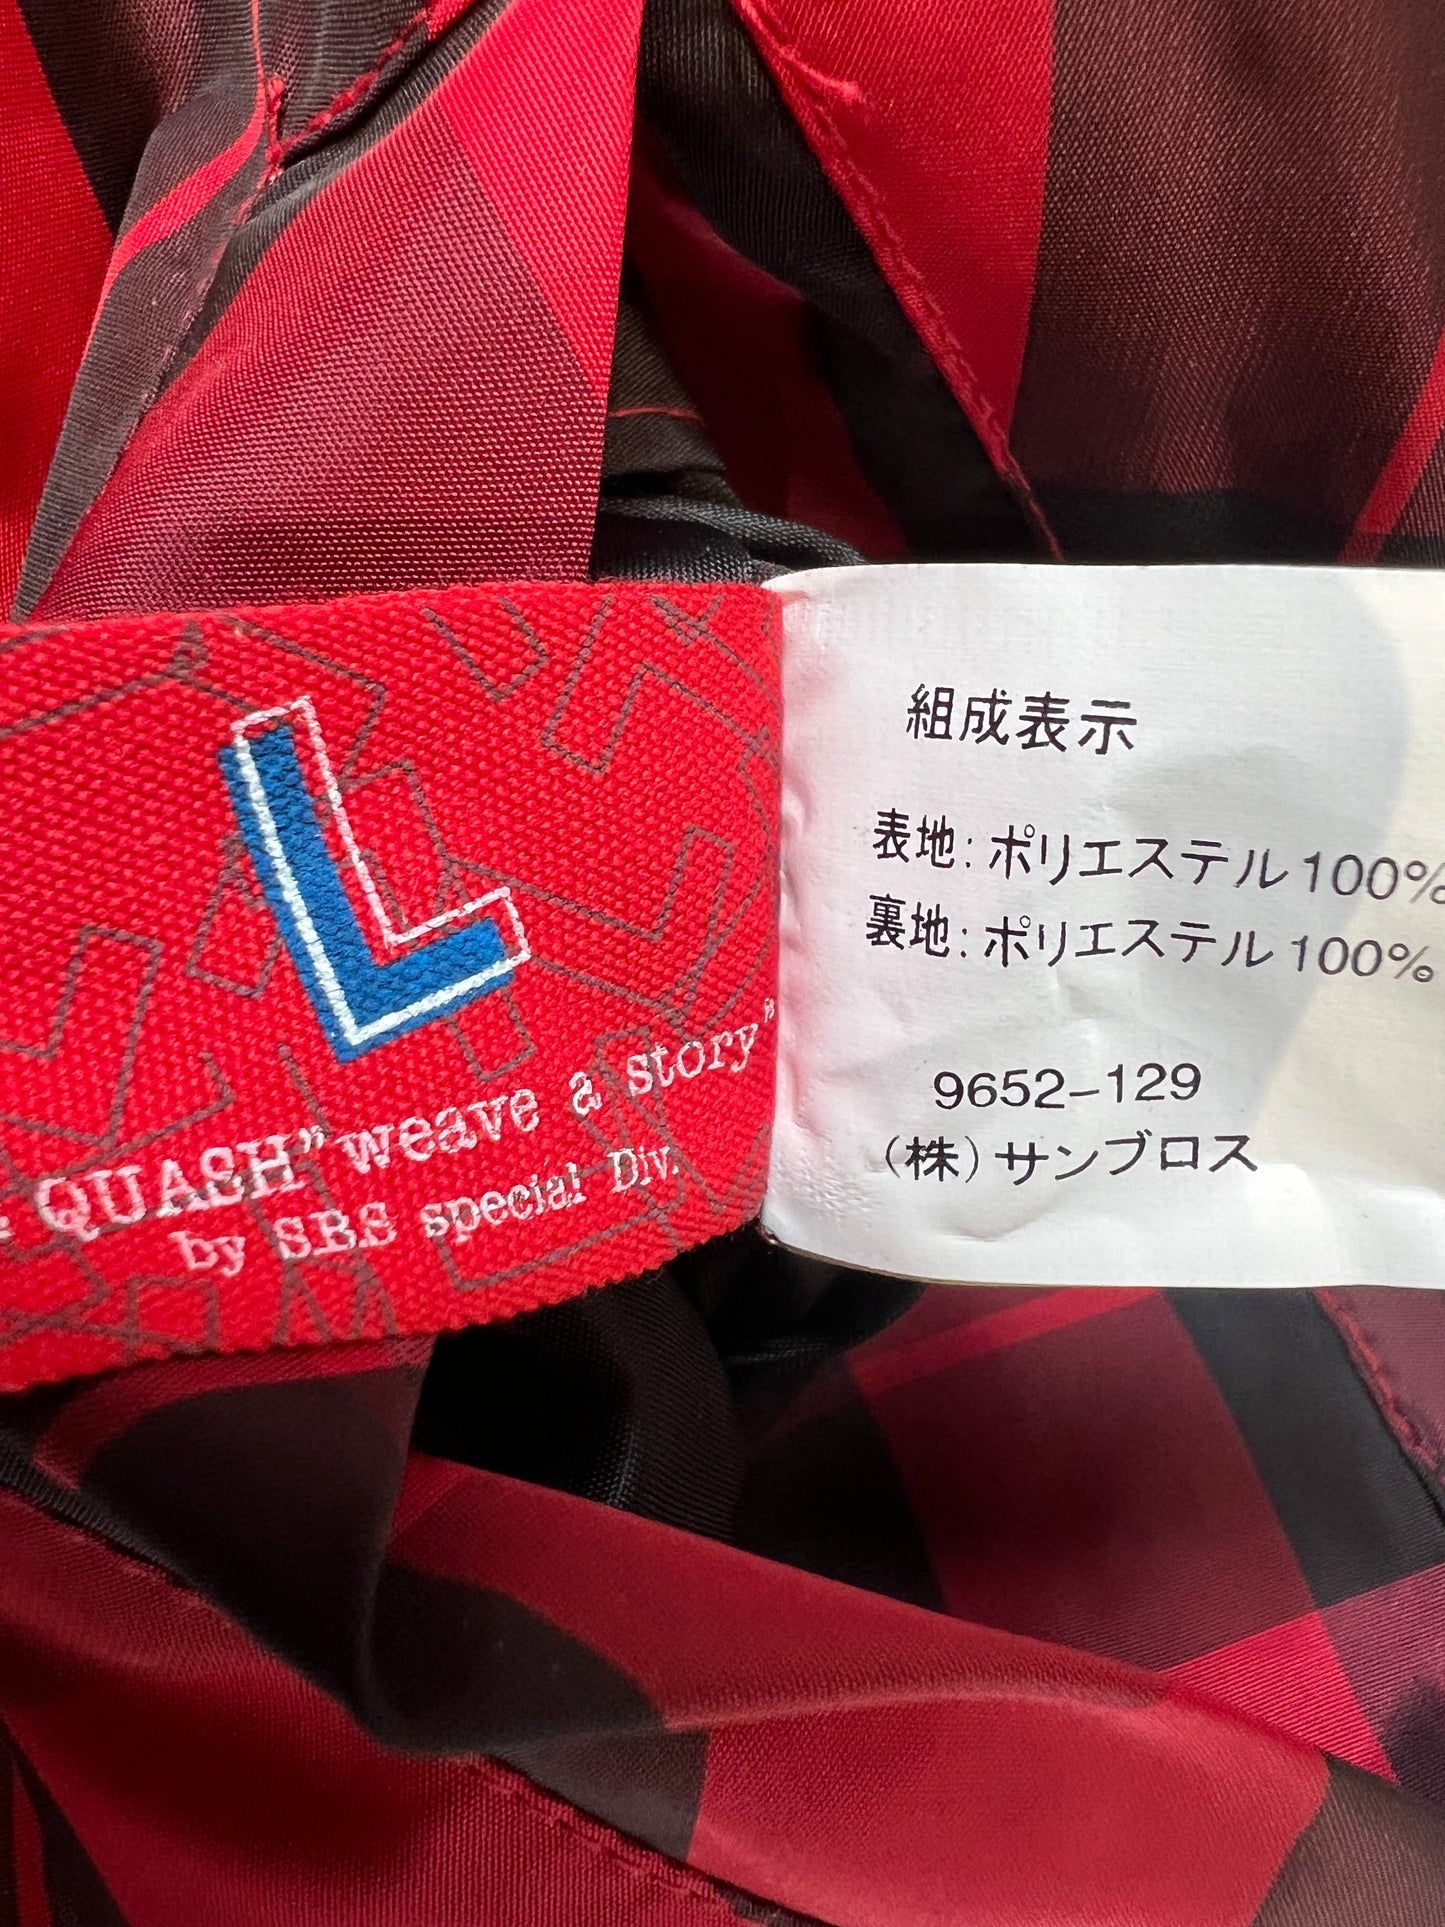 L
QUASH" weave a story"
by SBS special Div.
組成表示
表地:ポリエステル100%
裏地:ポリエステル100%
9652-129
(株)サンブロス